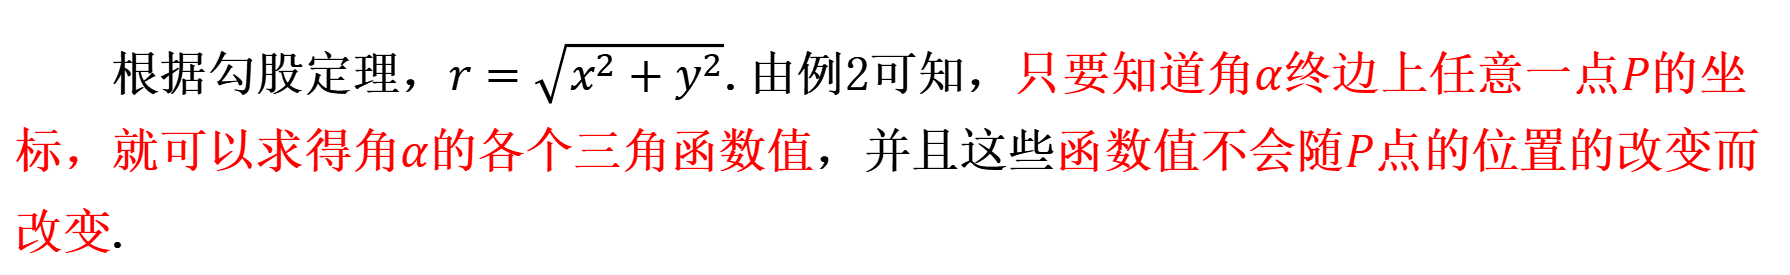 根据勾股定理，r = √(x² + y²). 由例2可知，只要知道角α终边上任意一点P的坐
标，就可以求得角α的各个三角函数值，并且这些函数值不会随P点的位置的改变而
改变.